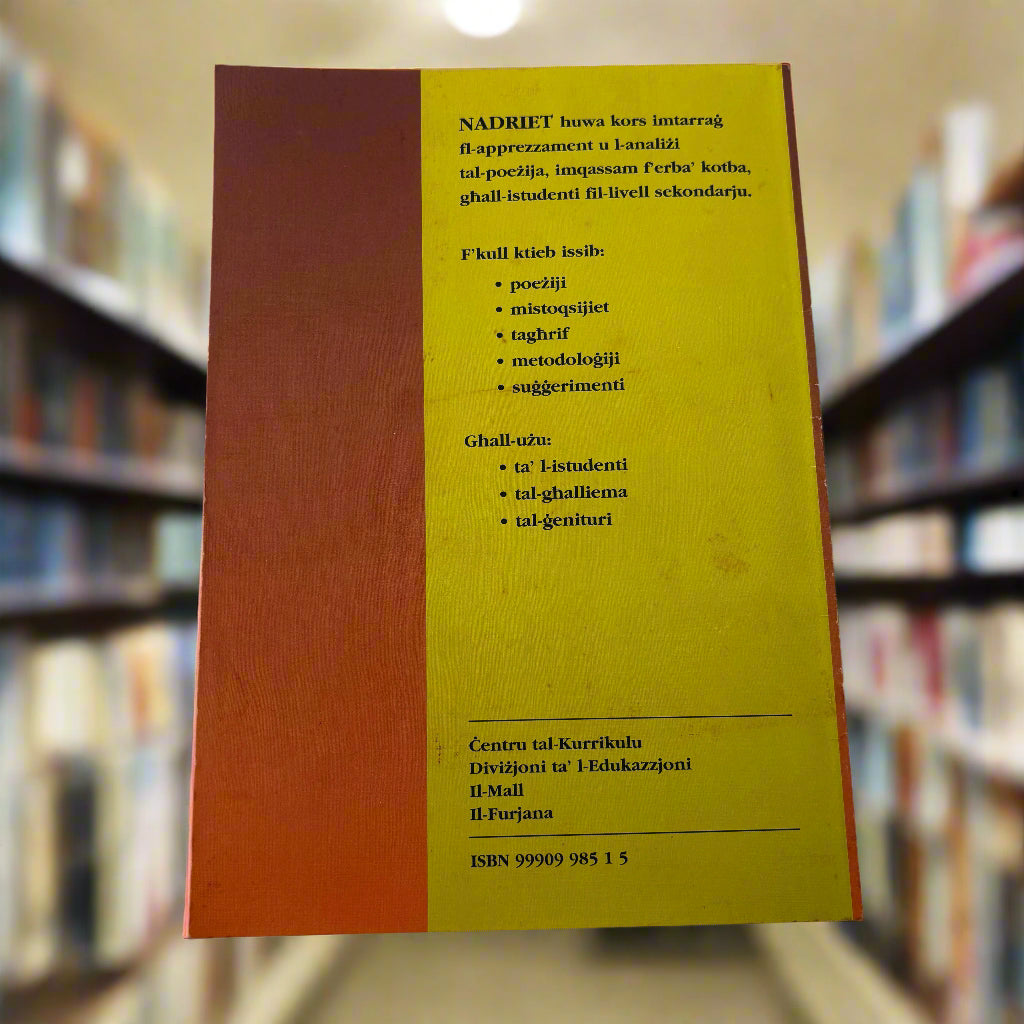 NADRIET huwa kors imtarraġ
fl-apprezzament u l-analiżi
tal-poeżija, imqassam f'erba' kotba,
għall-istudenti fil-livell sekondarju.
F'kull ktieb issib:
• poeżiji
• mistoqsijiet
• tagħrif
• metodoloġiji
• suġġerimenti
Għall-użu:
• ta' l-istudenti
• tal-għalliema
• tal-ġenituri
Ċentru tal-Kurrikulu
Diviżjoni ta' l-Edukazzjoni
Il-Mall
Il-Furjana
ISBN 99909 985 1 5